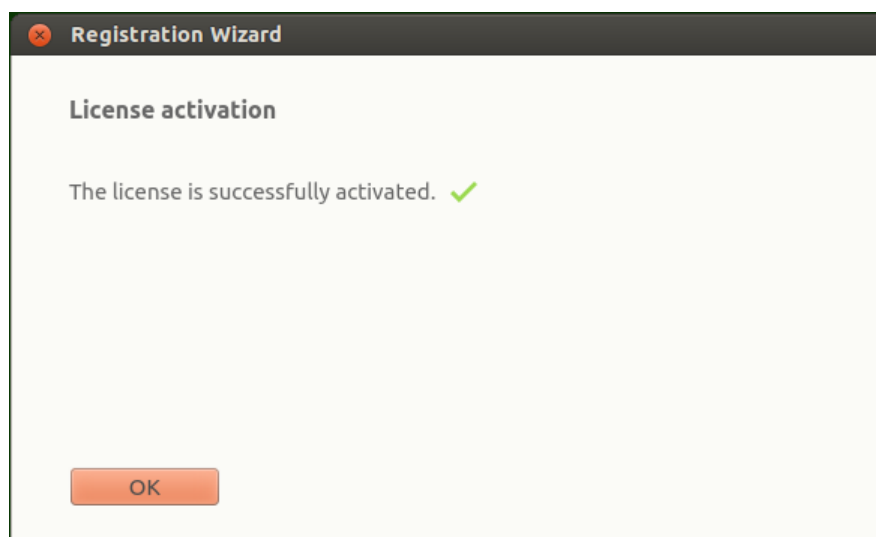 Registration Wizard
License activation
The license is successfully activated.
OK